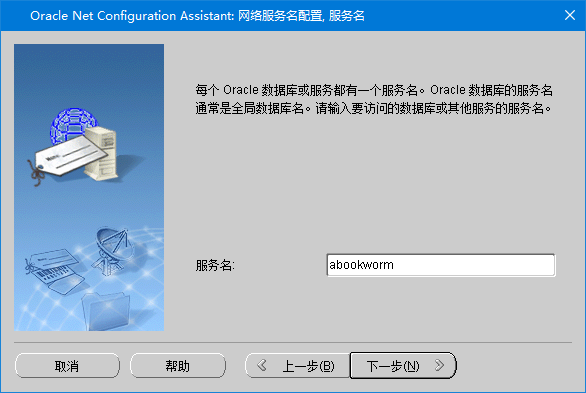 Oracle Net Configuration Assistant: 网络服务名配置, 服务名
每个 Oracle 数据库或服务都有一个服务名。Oracle 数据库的服务名
通常是全局数据库名。请输入要访问的数据库或其他服务的服务名。
服务名:
abookworm
取消
帮助
上一步(B)
下一步(N)